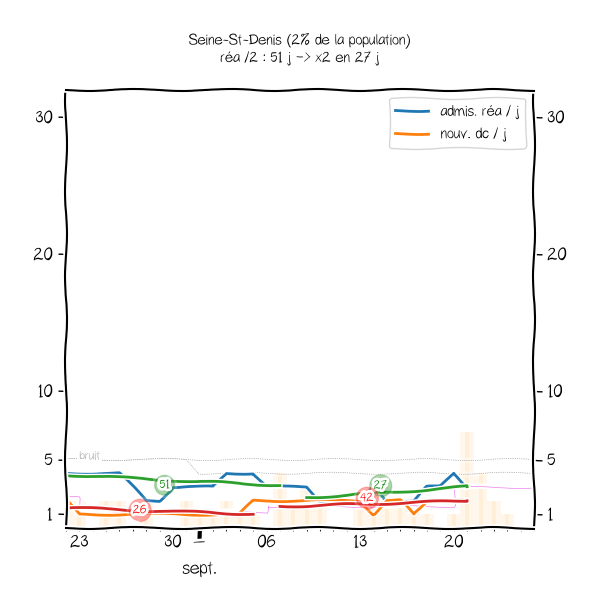 Seine-St-Denis (2% de la population)
réa /2 : 51 j -> x2 en 27 j
admis. réa / j
nouv. dc / j
30 30
20 20
10 10
bruit
5 5
51 27
42
26
1 1
23 30 06 13 20
sept.